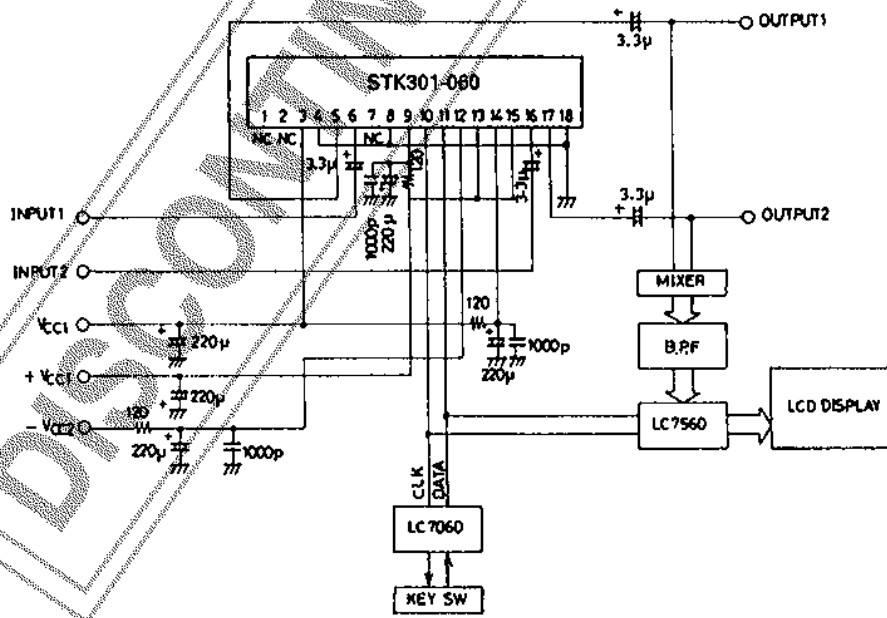 OUTPUT1
3.3μ
STK301-060
1 2 3 4 5 6 7 8 9 10 11 12 13 14 15 16 17 18
NC NC NC
3.3μ
120
3.3μ
3.3μ
INPUT1
OUTPUT2
1000p
220μ
INPUT2
MIXER
120
VCC1
220μ
1000p
B.P.F
220μ
+ VCC1
220μ
LCD DISPLAY
120
LC7560
- VCC2
220μ
1000p
CLK
DATA
LC7060
KEY SW
DISCONTIN